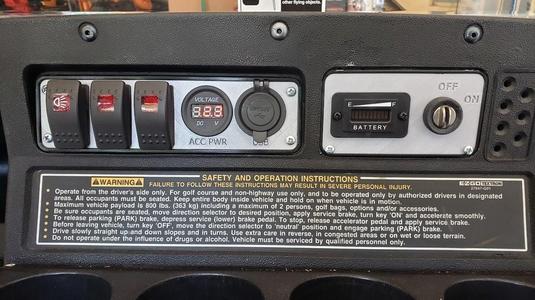 other flying objects.
OFF
ON
VOLTAGE
DC V
ACC PWR
USB
E F
BATTERY
WARNING SAFETY AND OPERATION INSTRUCTIONS
FAILURE TO FOLLOW THESE INSTRUCTIONS MAY RESULT IN SEVERE PERSONAL INJURY.
• Operate from the driver's side only. For golf course and non-highway use only, and to be operated only by authorized drivers in designated
areas. All occupants must be seated. Keep entire body inside vehicle and hold on when vehicle is in motion.
• Maximum vehicle payload is 800 lbs. (363 kg) including a maximum of 2 persons, golf bags, options and/or accessories.
• Be sure occupants are seated, move direction selector to desired position, apply service brake, turn key 'ON' and accelerate smoothly.
• To release parking (PARK) brake, depress service (lower) brake pedal. To stop, release accelerator pedal and apply service brake.
• Before leaving vehicle, turn key 'OFF', move the direction selector to 'neutral' position and engage parking (PARK) brake.
• Drive slowly straight up and down slopes and in turns. Use extra care in reverse, in congested areas or on wet or loose terrain.
• Do not operate under the influence of drugs or alcohol. Vehicle must be serviced by qualified personnel only.